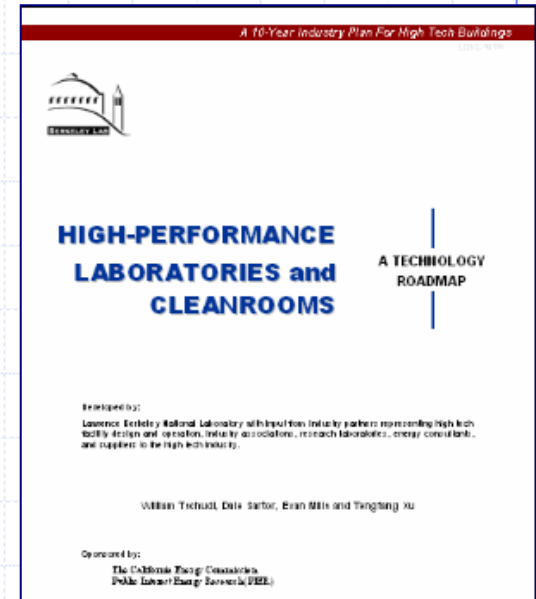 A 10-Year Industry Plan For High Tech Buildings
BERKELEY LAB
HIGH-PERFORMANCE
LABORATORIES and
CLEANROOMS
A TECHNOLOGY
ROADMAP
Developed by:
Lawrence Berkeley National Laboratory with input from industry partners representing high tech
facility design and operation, industry associations, research laboratories, energy consultants,
and suppliers to the high tech industry.
William Tschudi, Dale Sartor, Evan Mills and Tengfang Xu
Sponsored by:
The California Energy Commission
Public Interest Energy Research (PIER)